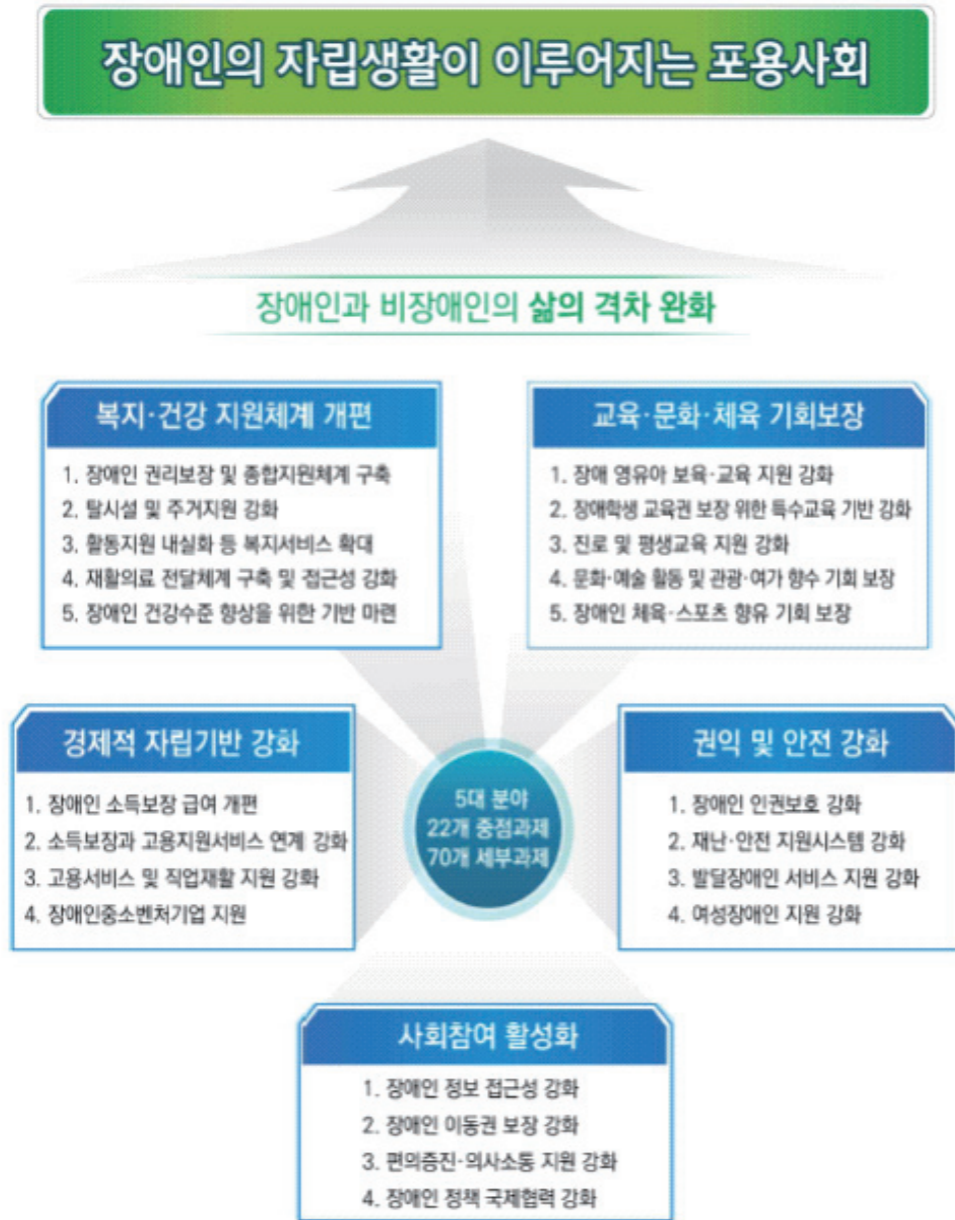 장애인의 자립생활이 이루어지는 포용사회
장애인과 비장애인의 삶의 격차 완화
복지·건강 지원체계 개편
1. 장애인 권리보장 및 종합지원체계 구축
2. 탈시설 및 주거지원 강화
3. 활동지원 내실화 등 복지서비스 확대
4. 재활의료 전달체계 구축 및 접근성 강화
5. 장애인 건강수준 향상을 위한 기반 마련
교육·문화·체육 기회보장
1. 장애 영유아 보육·교육 지원 강화
2. 장애학생 교육권 보장 위한 특수교육 기반 강화
3. 진로 및 평생교육 지원 강화
4. 문화·예술 활동 및 관광·여가 향수 기회 보장
5. 장애인 체육·스포츠 향유 기회 보장
경제적 자립기반 강화
1. 장애인 소득보장 급여 개편
2. 소득보장과 고용지원서비스 연계 강화
3. 고용서비스 및 직업재활 지원 강화
4. 장애인중소벤처기업 지원
5대 분야
22개 중점과제
70개 세부과제
권익 및 안전 강화
1. 장애인 인권보호 강화
2. 재난·안전 지원시스템 강화
3. 발달장애인 서비스 지원 강화
4. 여성장애인 지원 강화
사회참여 활성화
1. 장애인 정보 접근성 강화
2. 장애인 이동권 보장 강화
3. 편의증진·의사소통 지원 강화
4. 장애인 정책 국제협력 강화